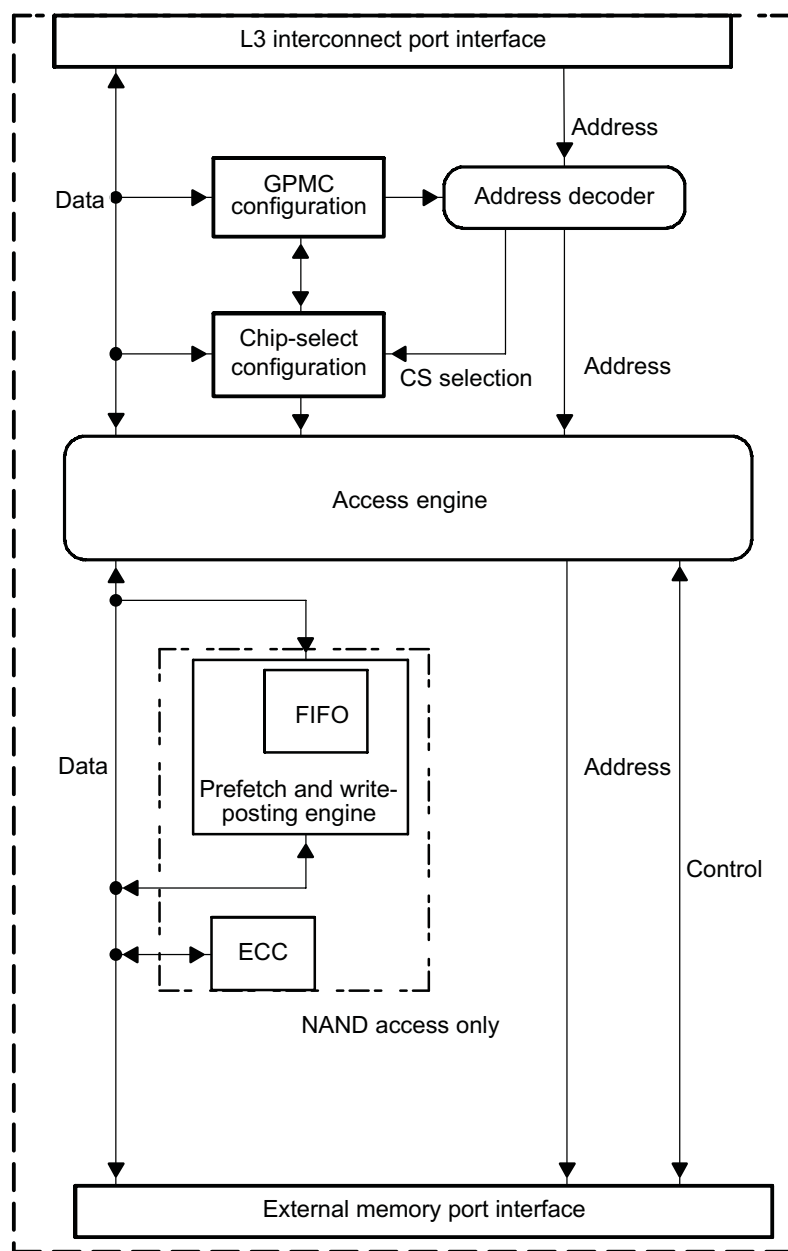 L3 interconnect port interface
Address
GPMC
configuration
Address decoder
Data
Chip-select
configuration
CS selection
Address
Access engine
FIFO
Prefetch and write-
posting engine
Data
Address
Control
ECC
NAND access only
External memory port interface